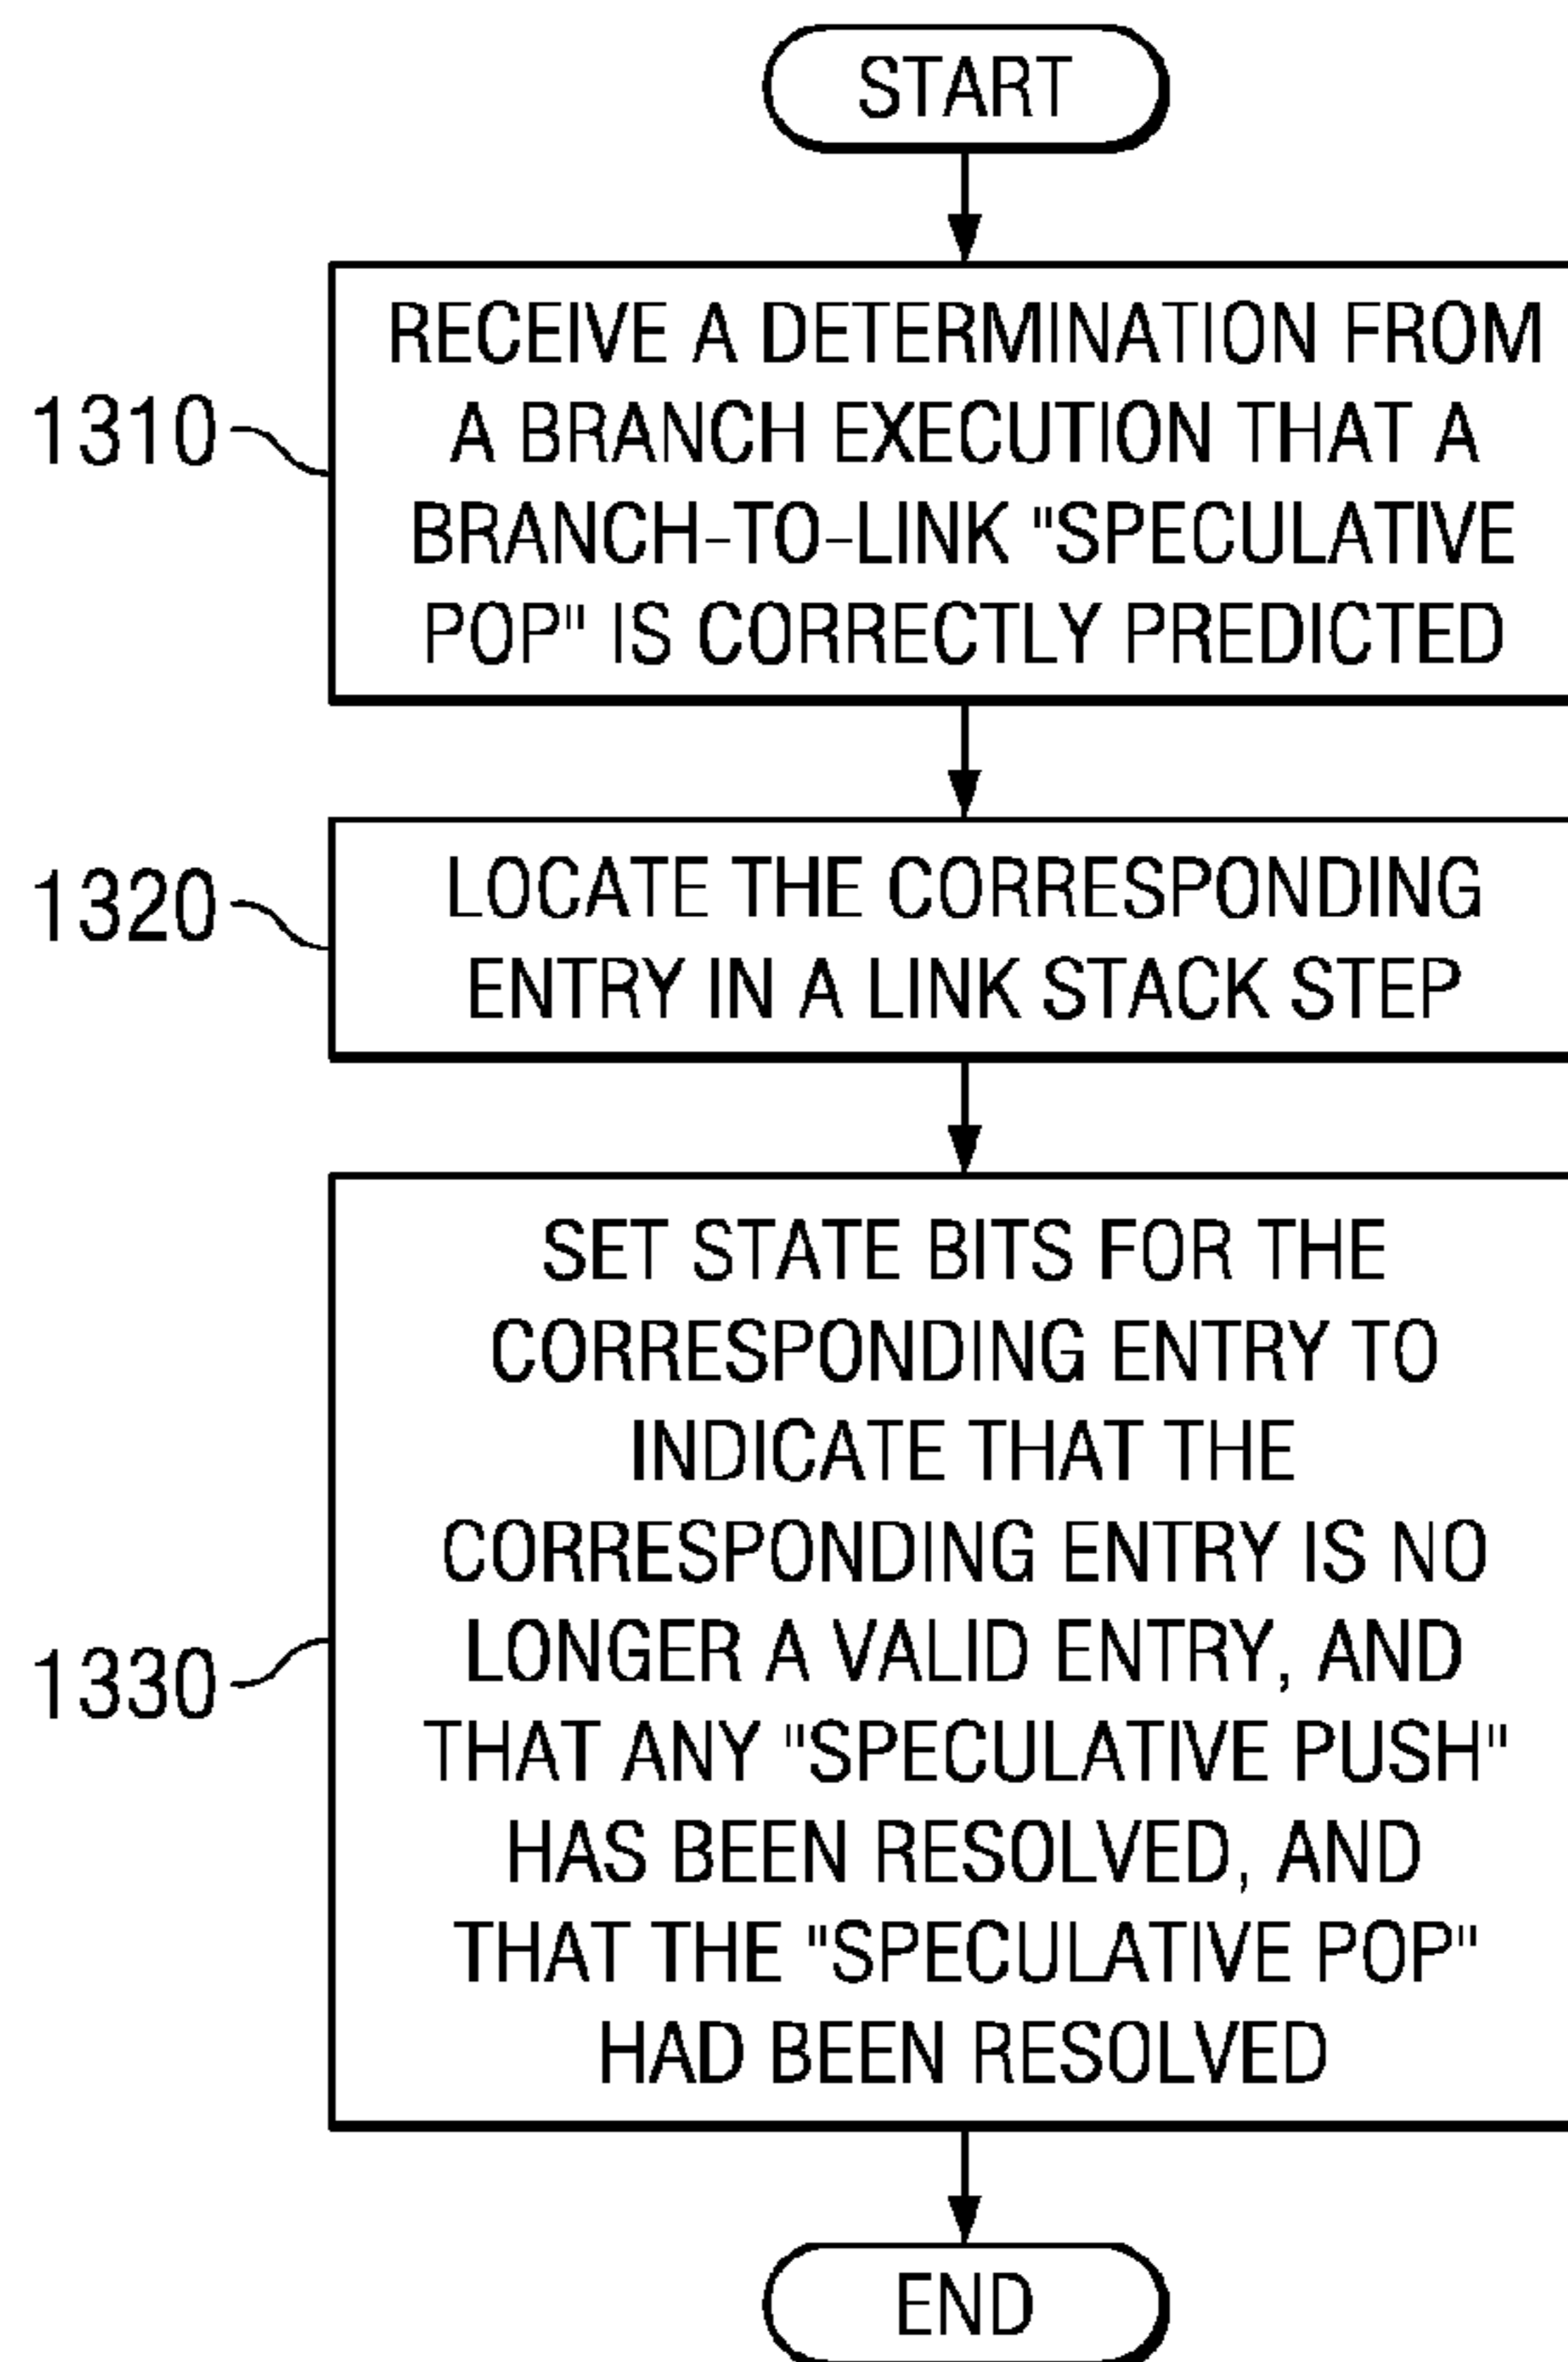 START
1310
RECEIVE A DETERMINATION FROM
A BRANCH EXECUTION THAT A
BRANCH-TO-LINK "SPECULATIVE
POP" IS CORRECTLY PREDICTED
1320
LOCATE THE CORRESPONDING
ENTRY IN A LINK STACK STEP
1330
SET STATE BITS FOR THE
CORRESPONDING ENTRY TO
INDICATE THAT THE
CORRESPONDING ENTRY IS NO
LONGER A VALID ENTRY, AND
THAT ANY "SPECULATIVE PUSH"
HAS BEEN RESOLVED, AND
THAT THE "SPECULATIVE POP"
HAD BEEN RESOLVED
END